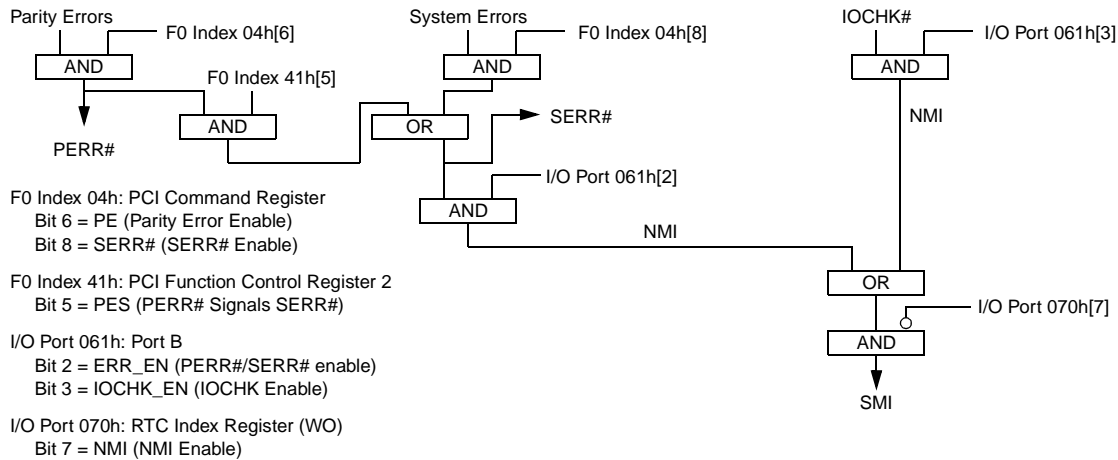 Parity Errors
System Errors
IOCHK#
F0 Index 04h[6]
F0 Index 04h[8]
I/O Port 061h[3]
AND
AND
AND
F0 Index 41h[5]
SERR#
NMI
AND
OR
PERR#
I/O Port 061h[2]
F0 Index 04h: PCI Command Register
Bit 6 = PE (Parity Error Enable)
Bit 8 = SERR# (SERR# Enable)
AND
NMI
F0 Index 41h: PCI Function Control Register 2
Bit 5 = PES (PERR# Signals SERR#)
OR
I/O Port 070h[7]
I/O Port 061h: Port B
Bit 2 = ERR_EN (PERR#/SERR# enable)
Bit 3 = IOCHK_EN (IOCHK Enable)
AND
SMI
I/O Port 070h: RTC Index Register (WO)
Bit 7 = NMI (NMI Enable)